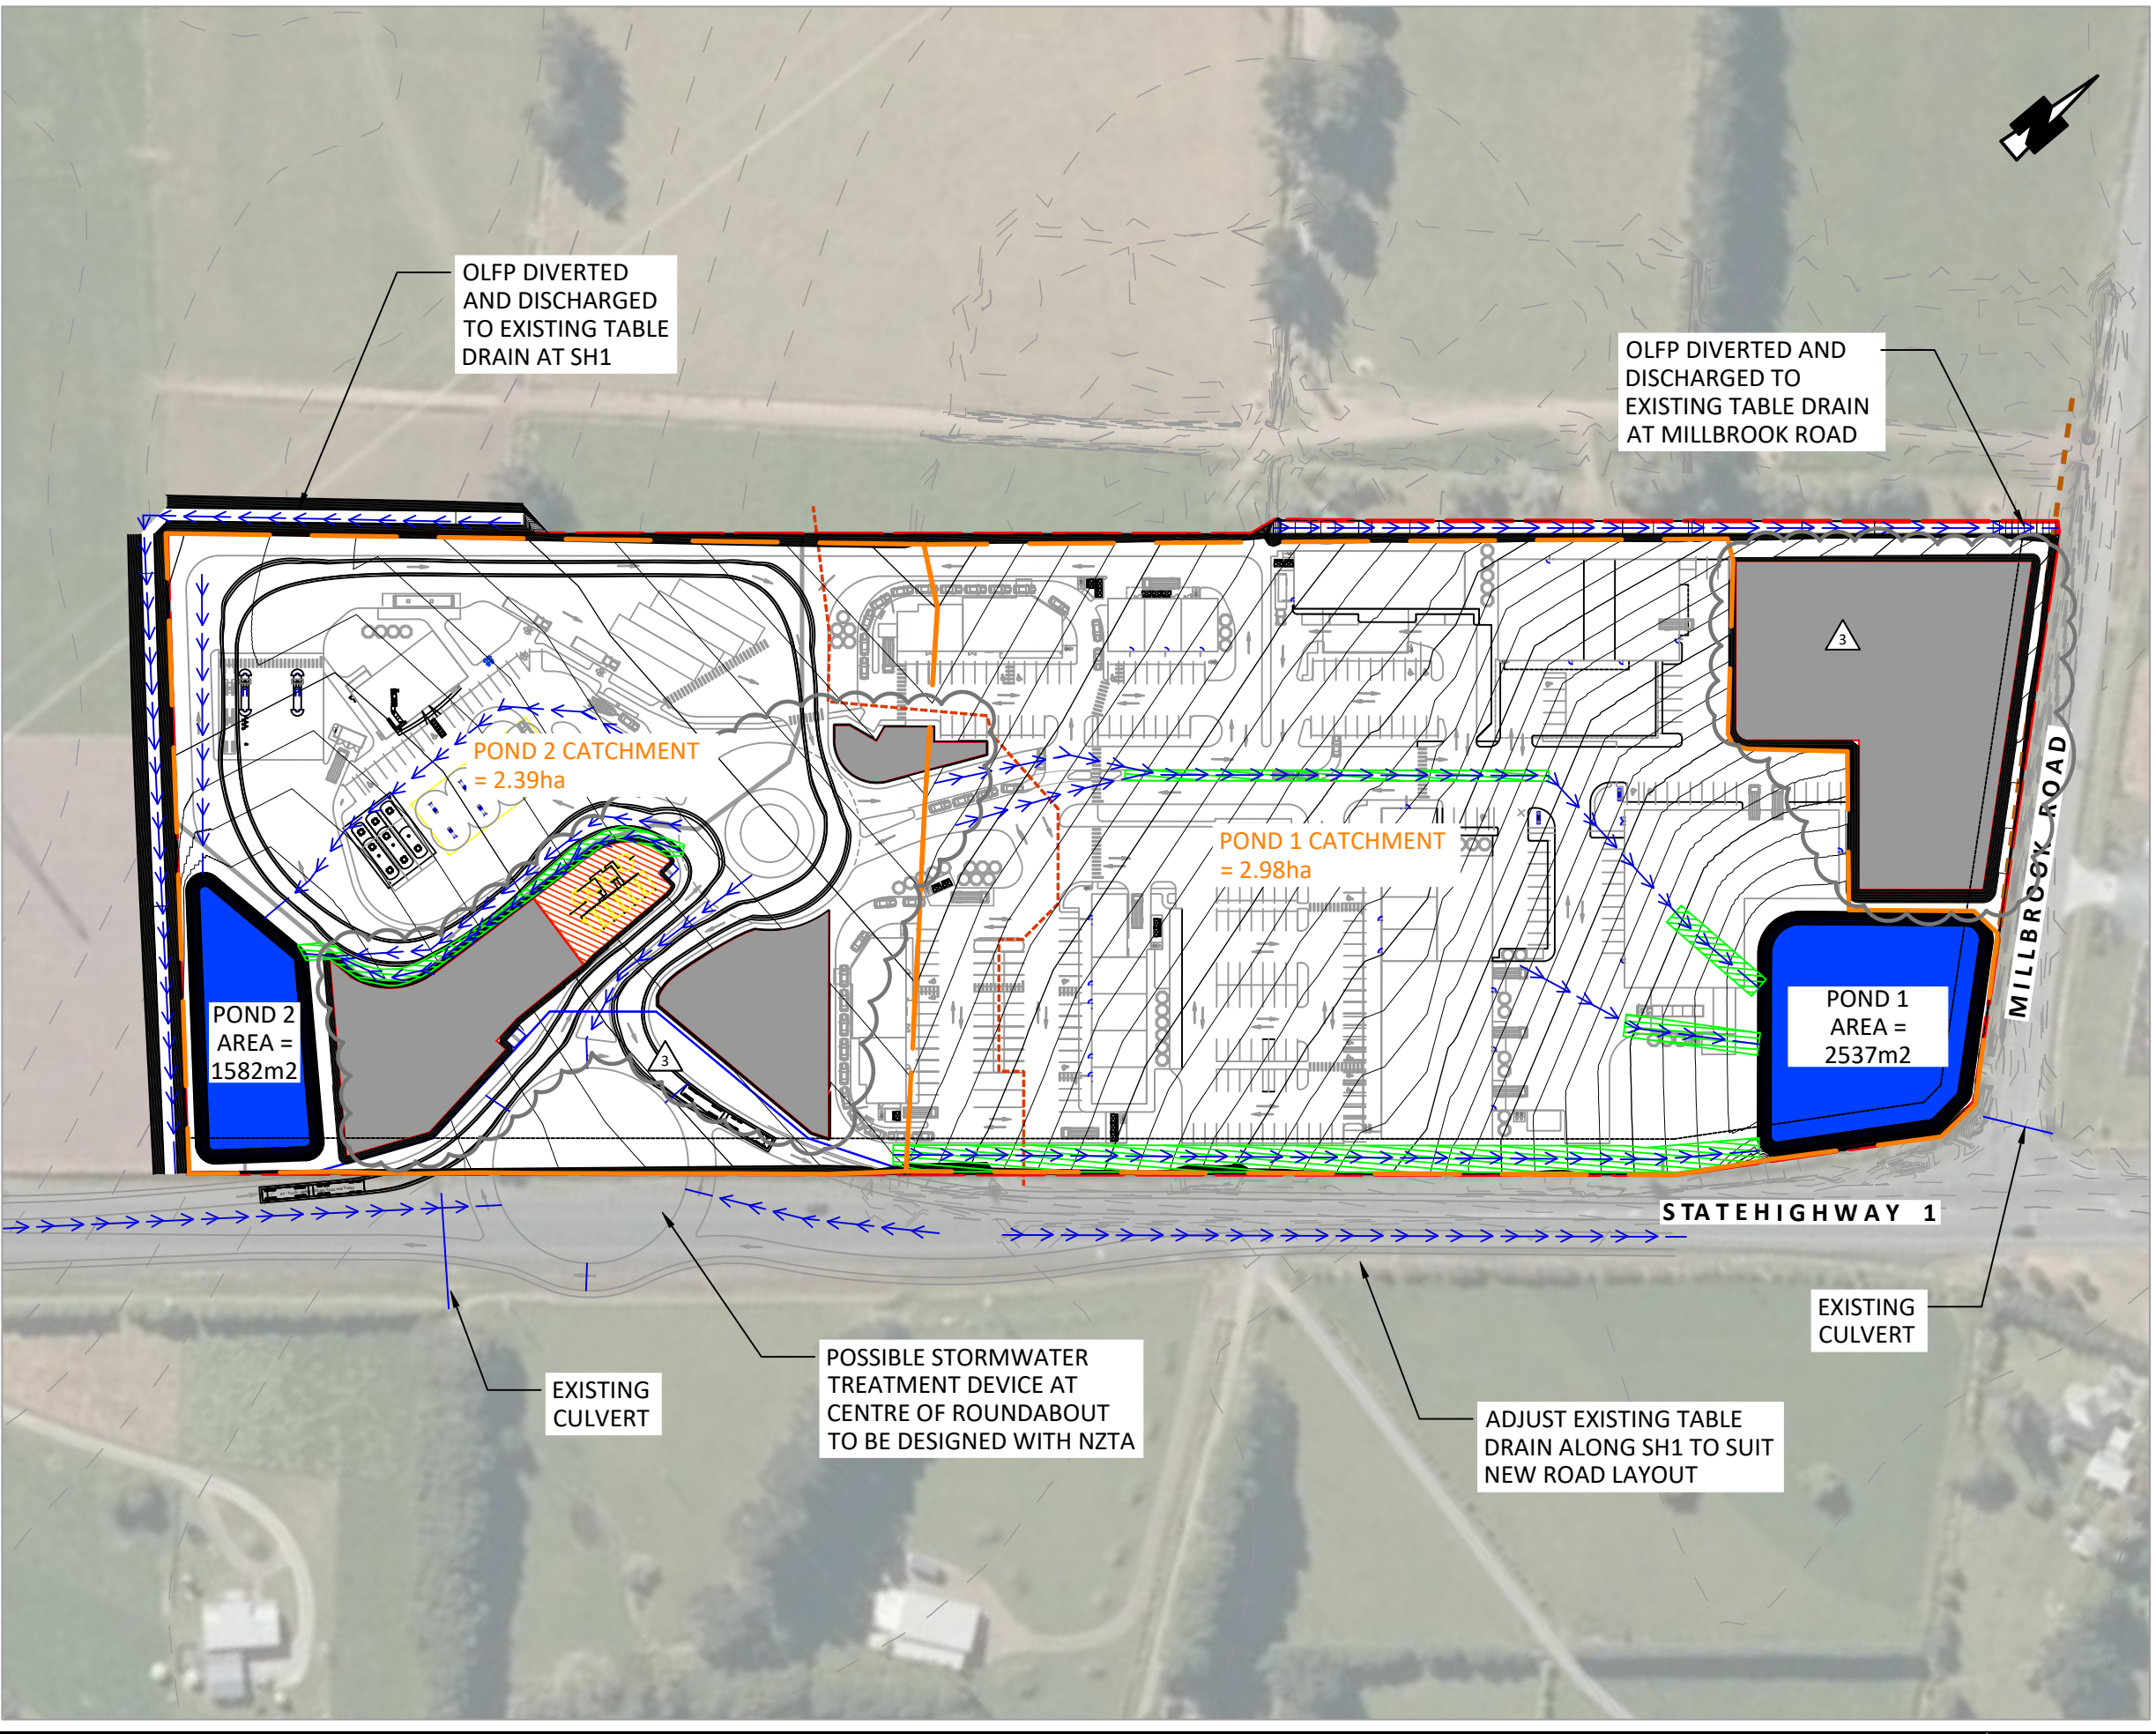 OLFP DIVERTED
AND DISCHARGED
TO EXISTING TABLE
DRAIN AT SH1
OLFP DIVERTED AND
DISCHARGED TO
EXISTING TABLE DRAIN
AT MILLBROOK ROAD
3
POND 2 CATCHMENT
= 2.39ha
POND 1 CATCHMENT
= 2.98ha
MILLBROOK ROAD
POND 2
AREA =
1582m2
POND 1
AREA =
2537m2
3
STATEHIGHWAY 1
EXISTING
CULVERT
POSSIBLE STORMWATER
TREATMENT DEVICE AT
CENTRE OF ROUNDABOUT
TO BE DESIGNED WITH NZTA
EXISTING
CULVERT
ADJUST EXISTING TABLE
DRAIN ALONG SH1 TO SUIT
NEW ROAD LAYOUT